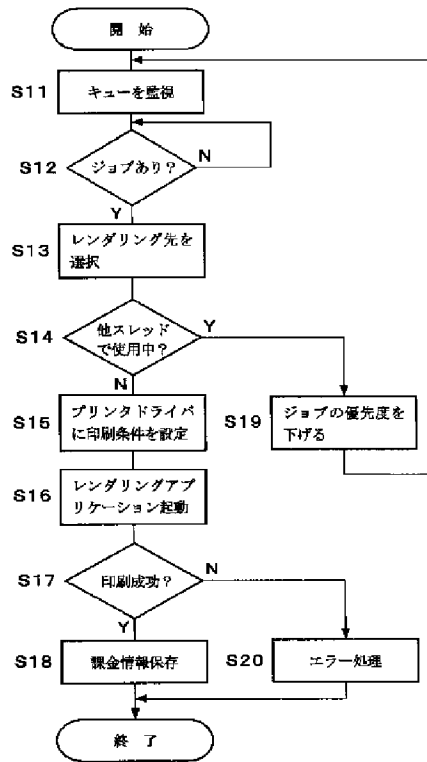 開 始
S11
キューを監視
S12
ジョブあり?
N
Y
S13
レンダリング先を
選択
S14
他スレッド
で使用中?
Y
N
S15
プリンタドライバ
に印刷条件を設定
S19
ジョブの優先度を
下げる
S16
レンダリングアプ
リケーション起動
S17
印刷成功?
N
Y
S18
課金情報保存
S20
エラー処理
終 了